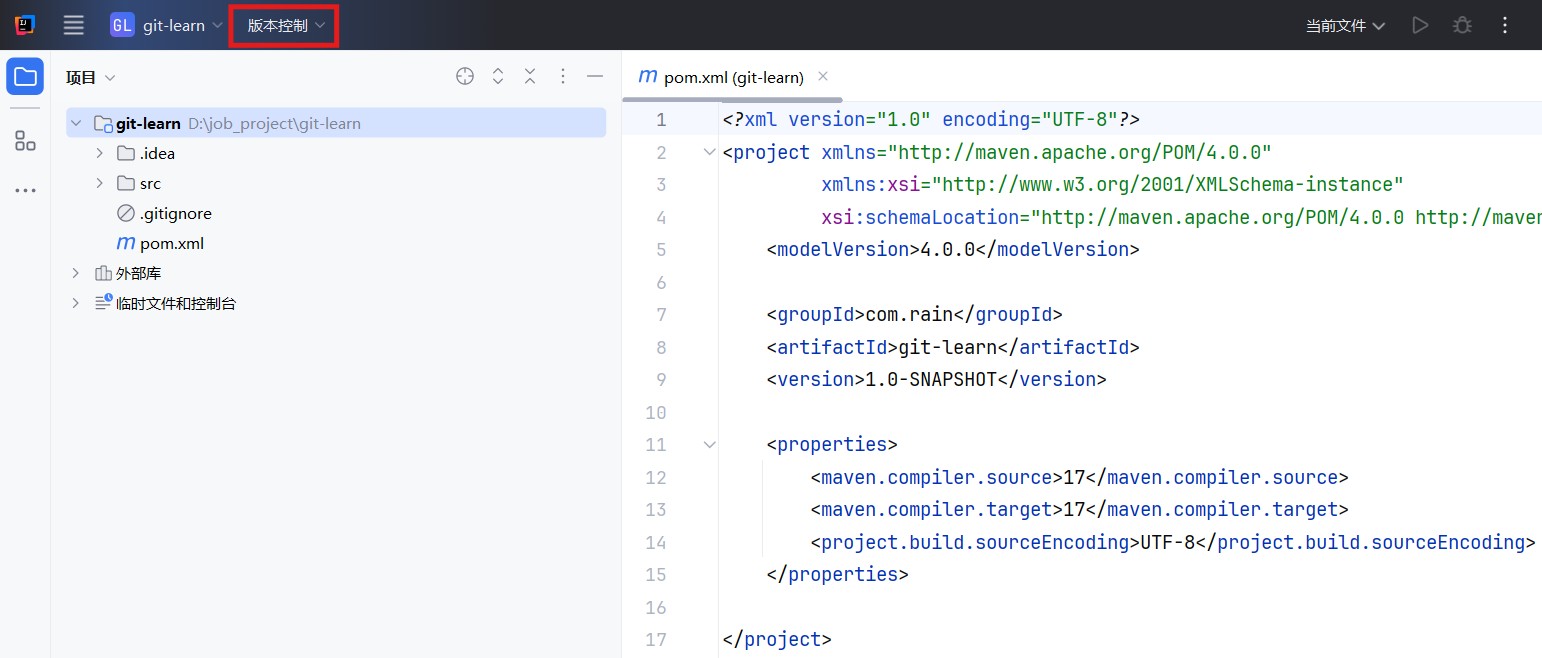 GL git-learn 版本控制 当前文件
项目
git-learn D:\job_project\git-learn
.idea
src
.gitignore
m pom.xml
外部库
临时文件和控制台
m pom.xml (git-learn)
1 <?xml version="1.0" encoding="UTF-8"?>
2 <project xmlns="http://maven.apache.org/POM/4.0.0"
3 xmlns:xsi="http://www.w3.org/2001/XMLSchema-instance"
4 xsi:schemaLocation="http://maven.apache.org/POM/4.0.0 http://maven
5 <modelVersion>4.0.0</modelVersion>
6
7 <groupId>com.rain</groupId>
8 <artifactId>git-learn</artifactId>
9 <version>1.0-SNAPSHOT</version>
10
11 <properties>
12 <maven.compiler.source>17</maven.compiler.source>
13 <maven.compiler.target>17</maven.compiler.target>
14 <project.build.sourceEncoding>UTF-8</project.build.sourceEncoding>
15 </properties>
16
17 </project>